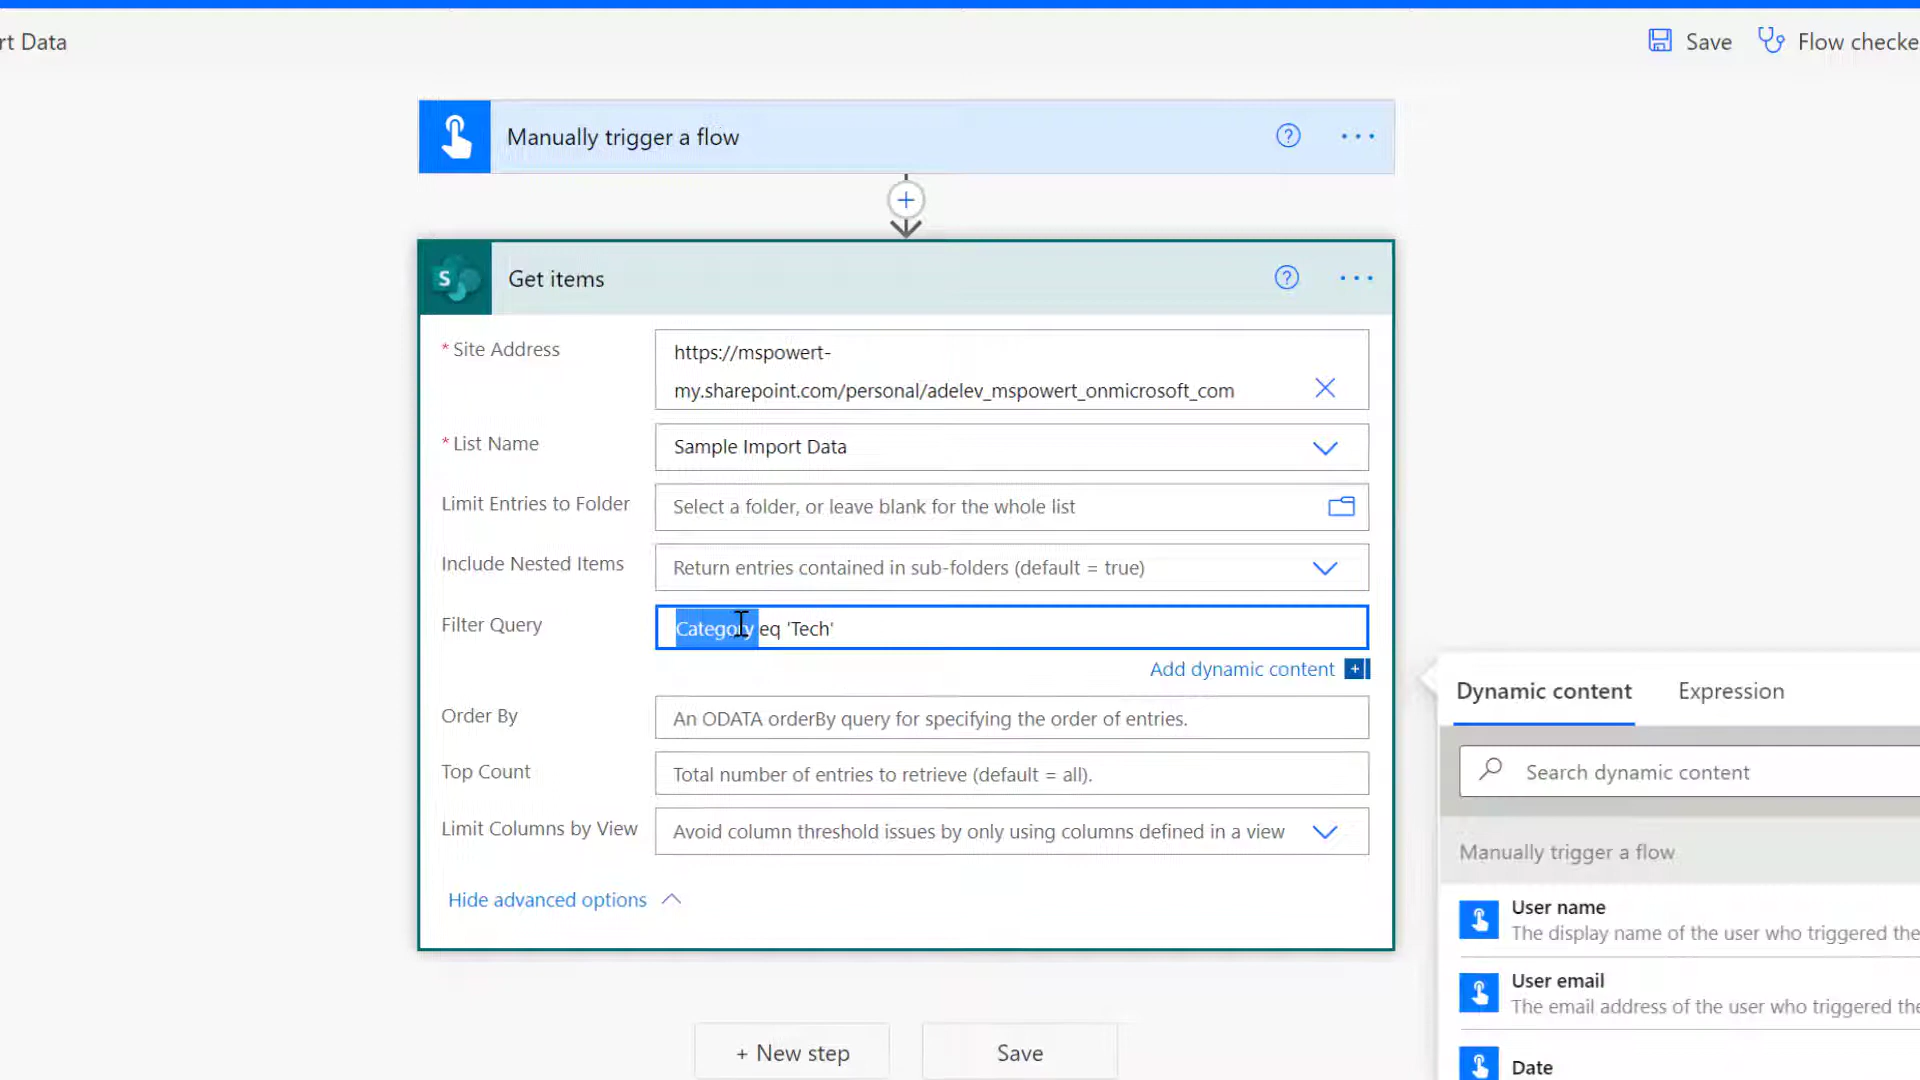 rt Data
Save
Flow checke
Manually trigger a flow
Get items
* Site Address
https://mspowert-
my.sharepoint.com/personal/adelev_mspowert_onmicrosoft_com
* List Name
Sample Import Data
Limit Entries to Folder
Select a folder, or leave blank for the whole list
Include Nested Items
Return entries contained in sub-folders (default = true)
Filter Query
Category eq 'Tech'
Add dynamic content
Order By
An ODATA orderBy query for specifying the order of entries.
Top Count
Total number of entries to retrieve (default = all).
Limit Columns by View
Avoid column threshold issues by only using columns defined in a view
Hide advanced options
+ New step
Save
Dynamic content
Expression
Search dynamic content
Manually trigger a flow
User name
The display name of the user who triggered the
User email
The email address of the user who triggered the
Date